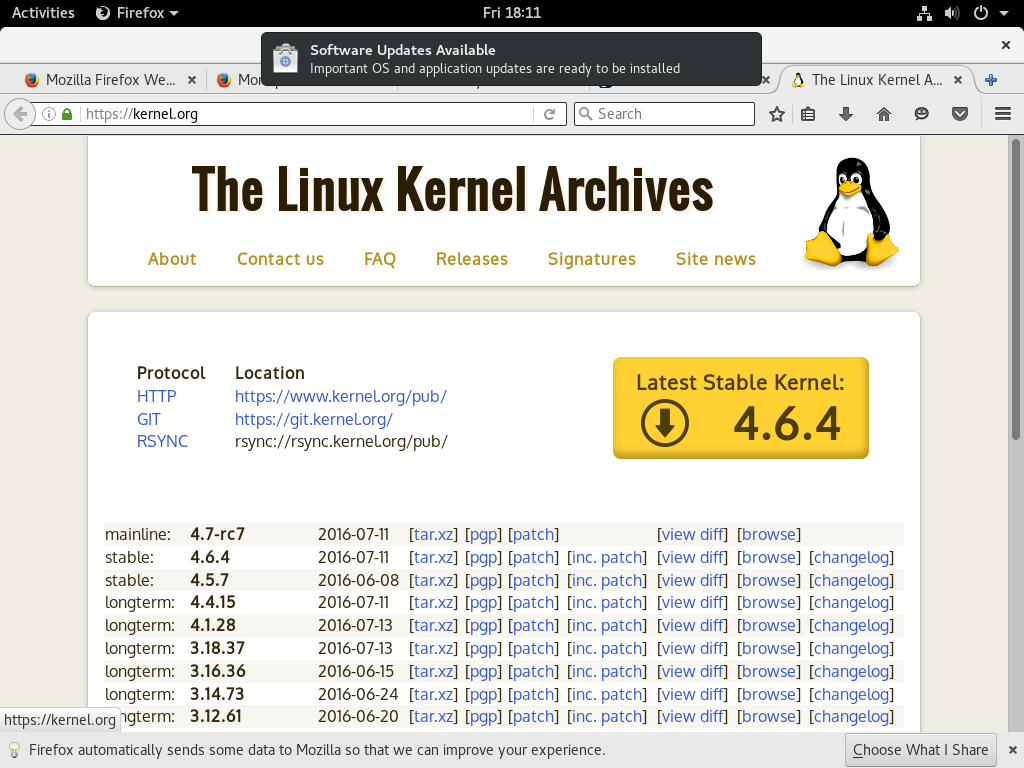 Activities Firefox Fri 18:11
Software Updates Available
Important OS and application updates are ready to be installed
Mozilla Firefox We... The Linux Kernel A...
https://kernel.org Search
The Linux Kernel Archives
About Contact us FAQ Releases Signatures Site news
Protocol Location
HTTP https://www.kernel.org/pub/
GIT https://git.kernel.org/
RSYNC rsync://rsync.kernel.org/pub/
Latest Stable Kernel:
4.6.4
mainline: 4.7-rc7 2016-07-11 [tar.xz] [pgp] [patch] [view diff] [browse]
stable: 4.6.4 2016-07-11 [tar.xz] [pgp] [patch] [inc. patch] [view diff] [browse] [changelog]
stable: 4.5.7 2016-06-08 [tar.xz] [pgp] [patch] [inc. patch] [view diff] [browse] [changelog]
longterm: 4.4.15 2016-07-11 [tar.xz] [pgp] [patch] [inc. patch] [view diff] [browse] [changelog]
longterm: 4.1.28 2016-07-13 [tar.xz] [pgp] [patch] [inc. patch] [view diff] [browse] [changelog]
longterm: 3.18.37 2016-07-13 [tar.xz] [pgp] [patch] [inc. patch] [view diff] [browse] [changelog]
longterm: 3.16.36 2016-06-15 [tar.xz] [pgp] [patch] [inc. patch] [view diff] [browse] [changelog]
longterm: 3.14.73 2016-06-24 [tar.xz] [pgp] [patch] [inc. patch] [view diff] [browse] [changelog]
ngterm: 3.12.61 2016-06-20 [tar.xz] [pgp] [patch] [inc. patch] [view diff] [browse] [changelog]
https://kernel.org
Firefox automatically sends some data to Mozilla so that we can improve your experience. Choose What I Share